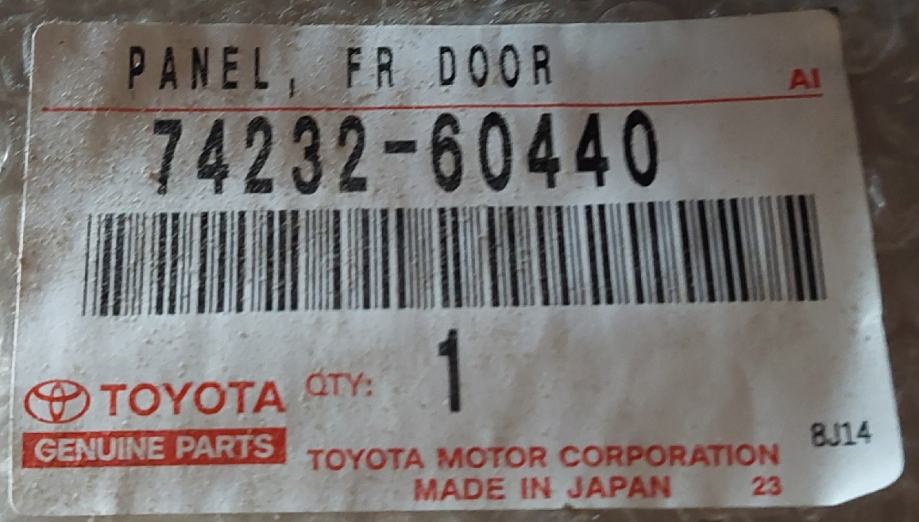 PANEL, FR DOOR
AI
74232-60440
QTY: 1
TOYOTA
GENUINE PARTS
8J14
TOYOTA MOTOR CORPORATION
MADE IN JAPAN 23